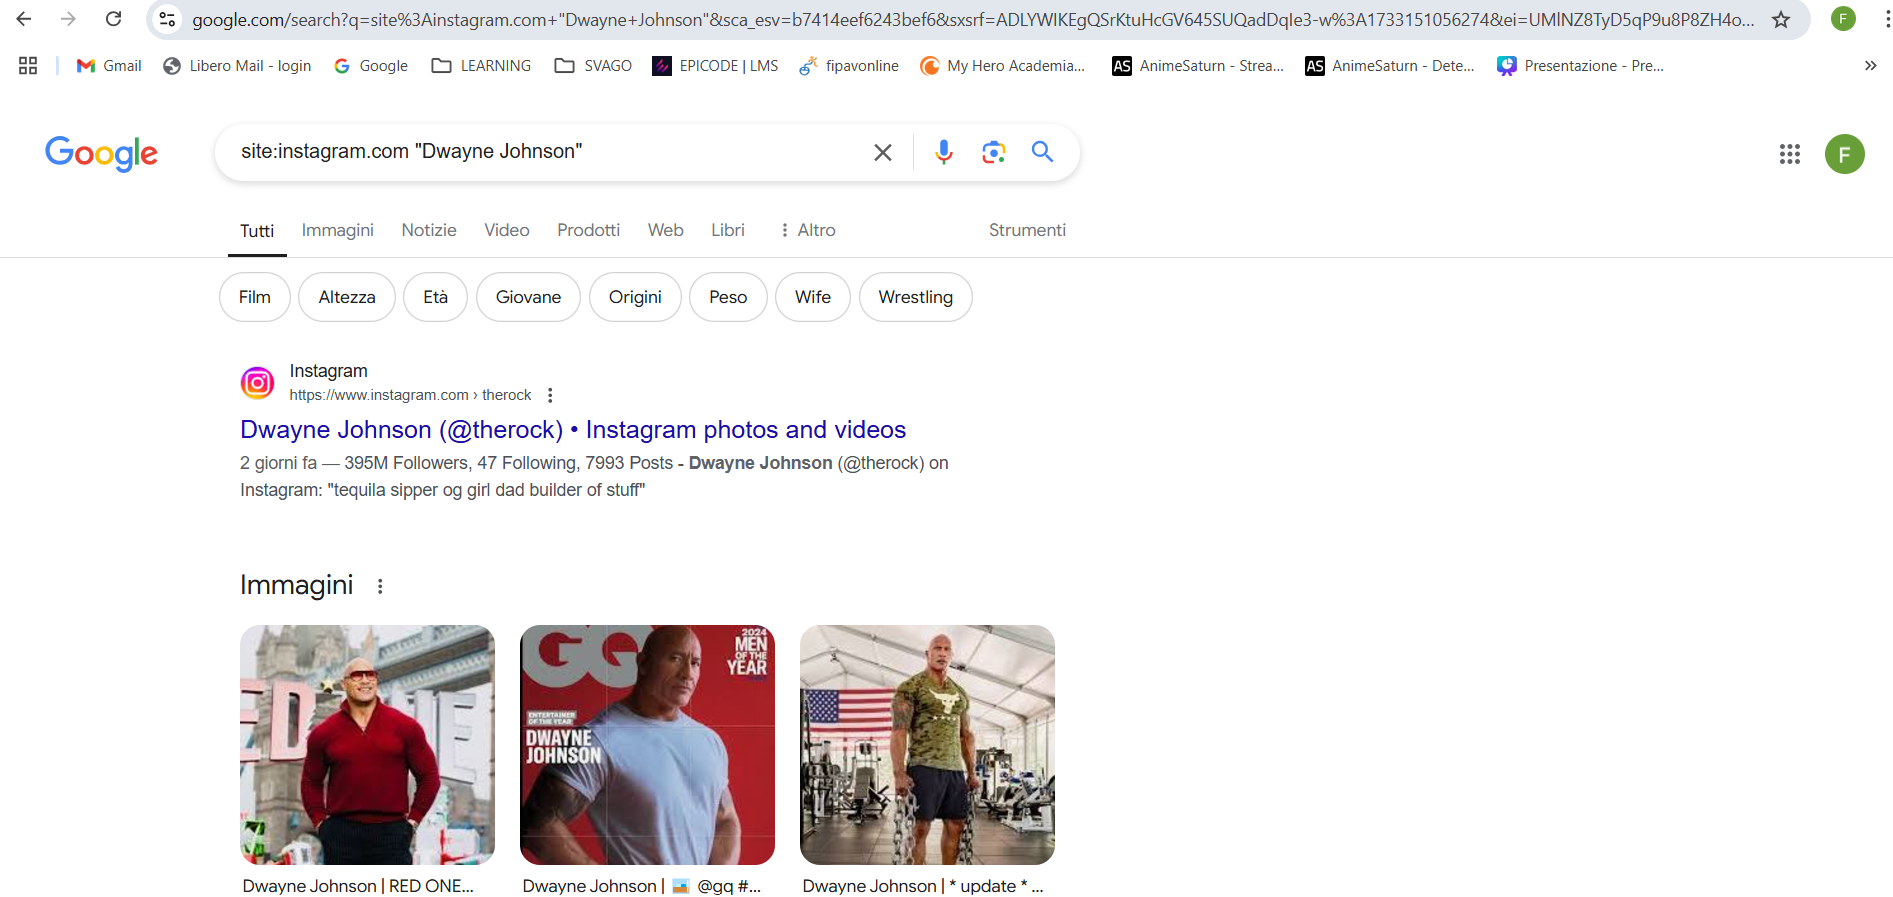 google.com/search?q=site%3Ainstagram.com+"Dwayne+Johnson"&sca_esv=b7414eef6243bef6&sxsrf=ADLYWIKEgQSrKtuHcGV645SUQadDqIe3-w%3A1733151056274&ei=UMlNZ8TyD5qP9u8P8ZH4o...
F
Gmail Libero Mail - login Google LEARNING SVAGO EPICODE | LMS fipavonline My Hero Academia... AS AnimeSaturn - Strea... AS AnimeSaturn - Dete... Presentazione - Pre...
Google site:instagram.com "Dwayne Johnson" F
Tutti Immagini Notizie Video Prodotti Web Libri Altro Strumenti
Film Altezza Età Giovane Origini Peso Wife Wrestling
Instagram
https://www.instagram.com › therock
Dwayne Johnson (@therock) • Instagram photos and videos
2 giorni fa — 395M Followers, 47 Following, 7993 Posts - Dwayne Johnson (@therock) on
Instagram: "tequila sipper og girl dad builder of stuff"
Immagini
GQ
2024
MEN
OF THE
YEAR
ENTERTAINER
OF THE YEAR
DWAYNE
JOHNSON
Dwayne Johnson | RED ONE...
Dwayne Johnson | @gq #...
Dwayne Johnson | * update * ...